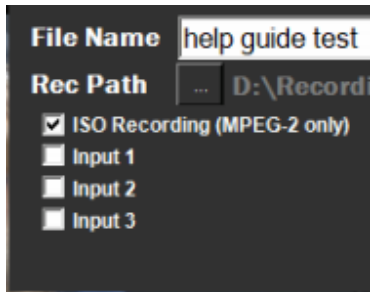 File Name help guide test
Rec Path ... D:\Recordi
ISO Recording (MPEG-2 only)
Input 1
Input 2
Input 3